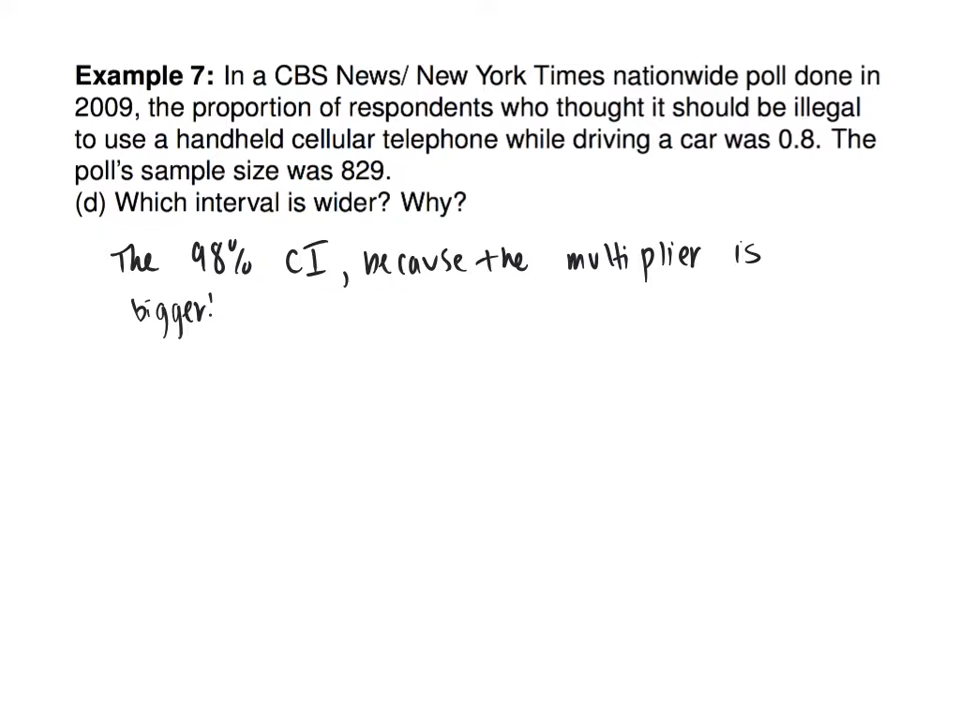 Example 7: In a CBS News/ New York Times nationwide poll done in
2009, the proportion of respondents who thought it should be illegal
to use a handheld cellular telephone while driving a car was 0.8. The
poll's sample size was 829.
(d) Which interval is wider? Why?
The 98% CI, because the multiplier is
bigger!